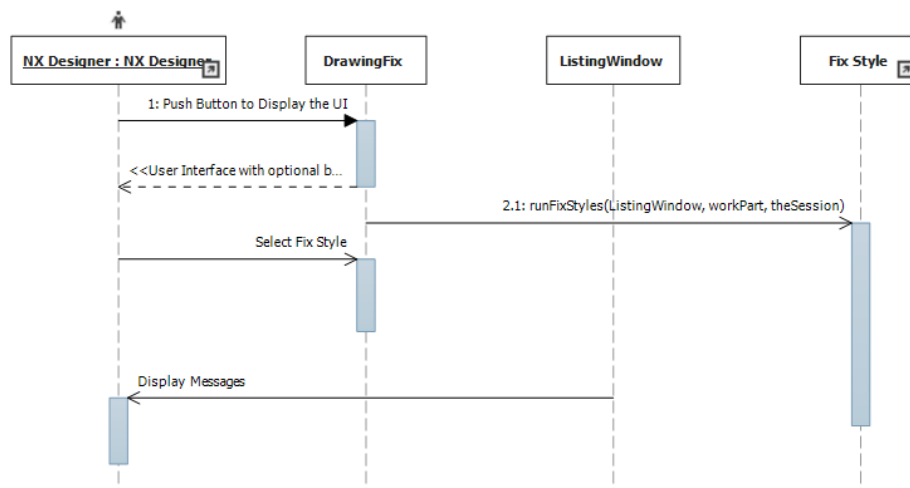 NX Designer : NX Designer
DrawingFix
ListingWindow
Fix Style
1: Push Button to Display the UI
<<User Interface with optional b...
2.1: runFixStyles(ListingWindow, workPart, theSession)
Select Fix Style
Display Messages